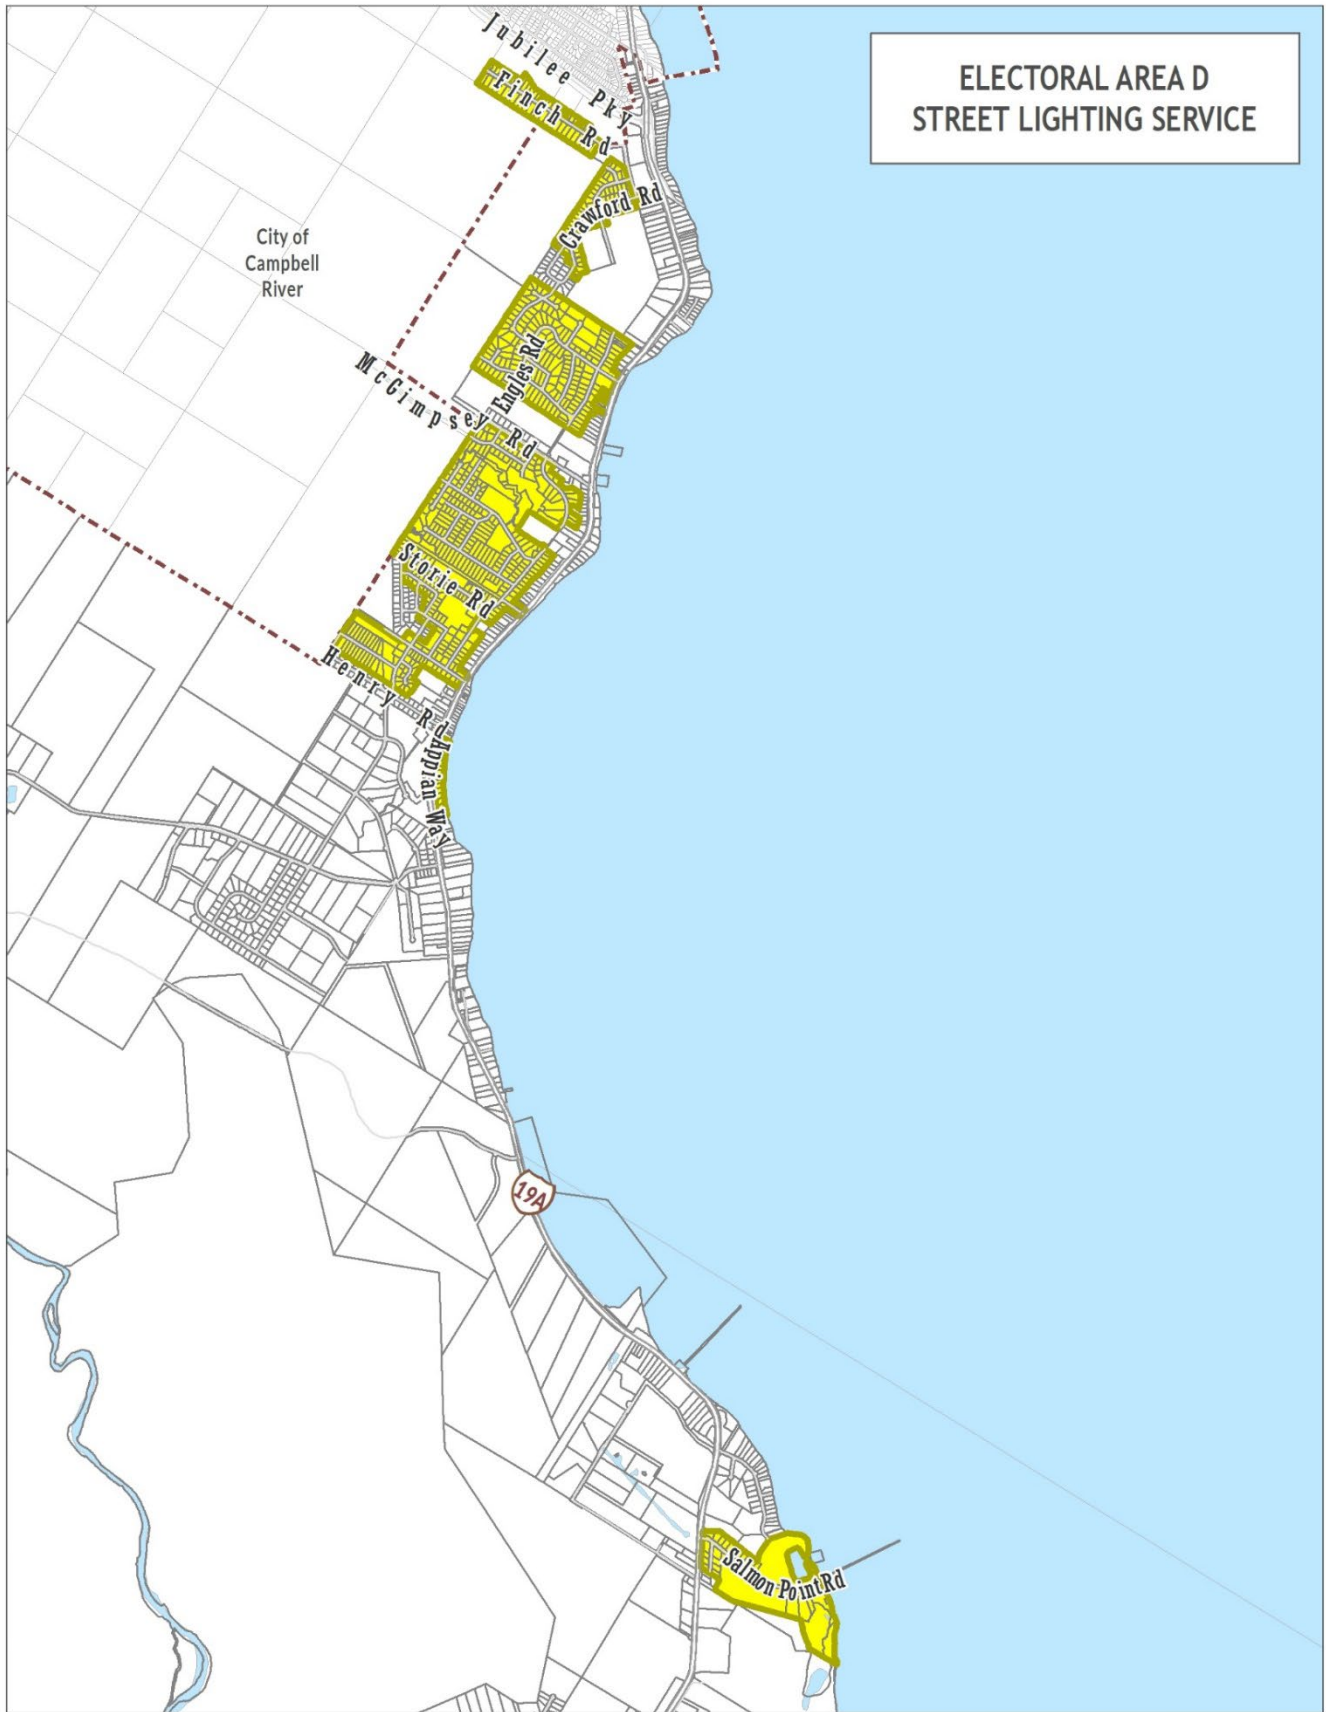 ELECTORAL AREA D
STREET LIGHTING SERVICE
Jubilee Pky
Finch Rd
Crawford Rd
City of
Campbell
River
Engles Rd
McGimpsey Rd
Storie Rd
Henry Rd
Appian Way
19A
Salmon Point Rd